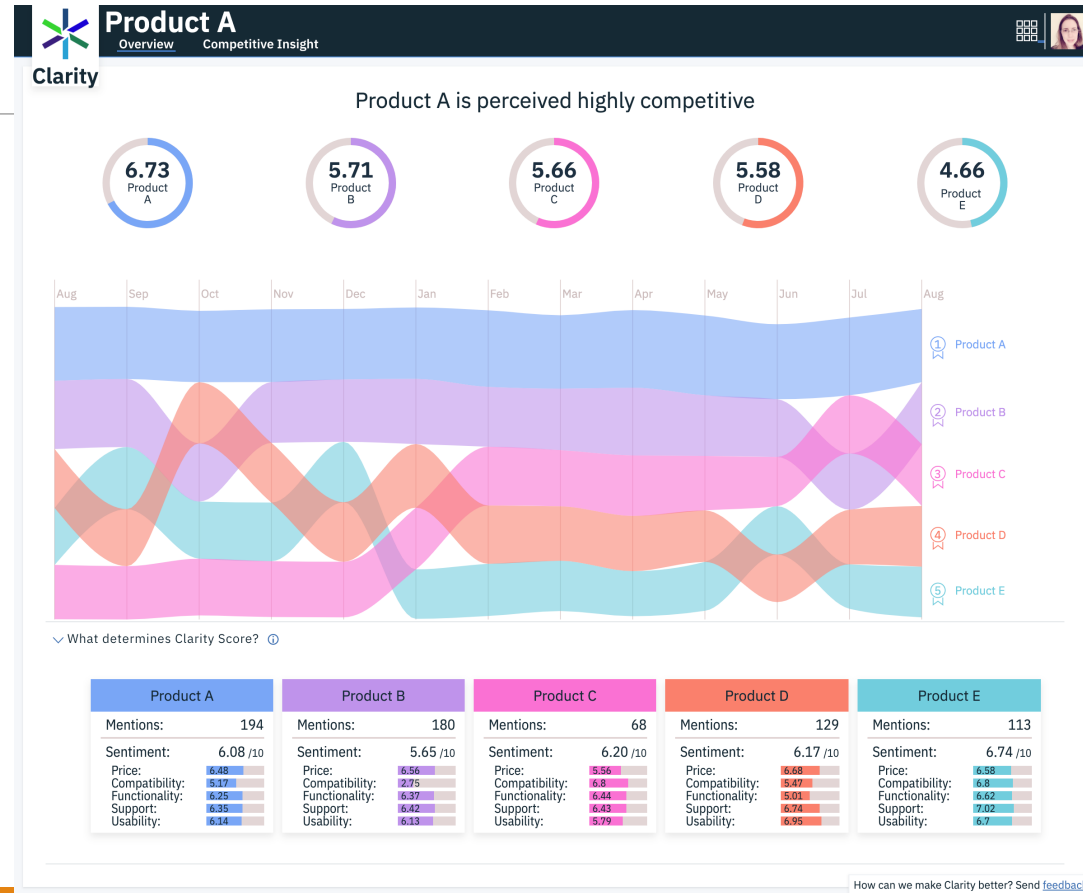 Product A
Overview Competitive Insight
Clarity
Product A is perceived highly competitive
6.73 5.71 5.66 5.58 4.66
Product Product Product Product Product
A B C D E
Aug Sep Oct Nov Dec Jan Feb Mar Apr May Jun Jul Aug
1 Product A
2 Product B
3 Product C
4 Product D
5 Product E
What determines Clarity Score?
Product A Product B Product C Product D Product E
Mentions: 194 Mentions: 180 Mentions: 68 Mentions: 129 Mentions: 113
Sentiment: 6.08 /10 Sentiment: 5.65 /10 Sentiment: 6.20 /10 Sentiment: 6.17 /10 Sentiment: 6.74 /10
Price: 6.48 Price: 6.56 Price: 5.56 Price: 6.68 Price: 6.58
Compatibility: 5.17 Compatibility: 2.75 Compatibility: 6.8 Compatibility: 5.47 Compatibility: 6.8
Functionality: 6.25 Functionality: 6.37 Functionality: 6.44 Functionality: 5.01 Functionality: 6.62
Support: 6.35 Support: 6.42 Support: 6.43 Support: 6.74 Support: 7.02
Usability: 6.14 Usability: 6.13 Usability: 5.79 Usability: 6.95 Usability: 6.7
How can we make Clarity better? Send feedbac